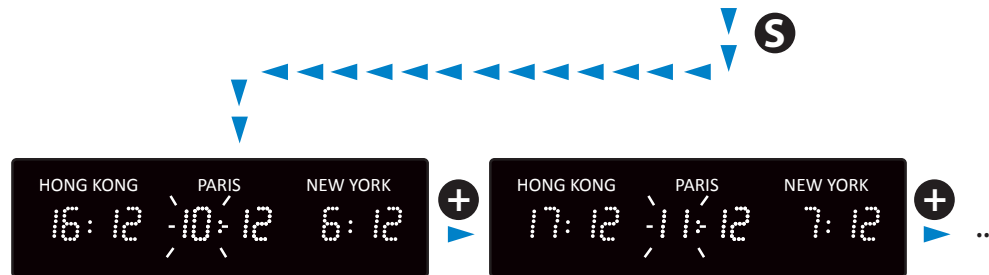 S
HONG KONG PARIS NEW YORK
16:12 10:12 6:12
+
HONG KONG PARIS NEW YORK
17:12 11:12 7:12
+
..